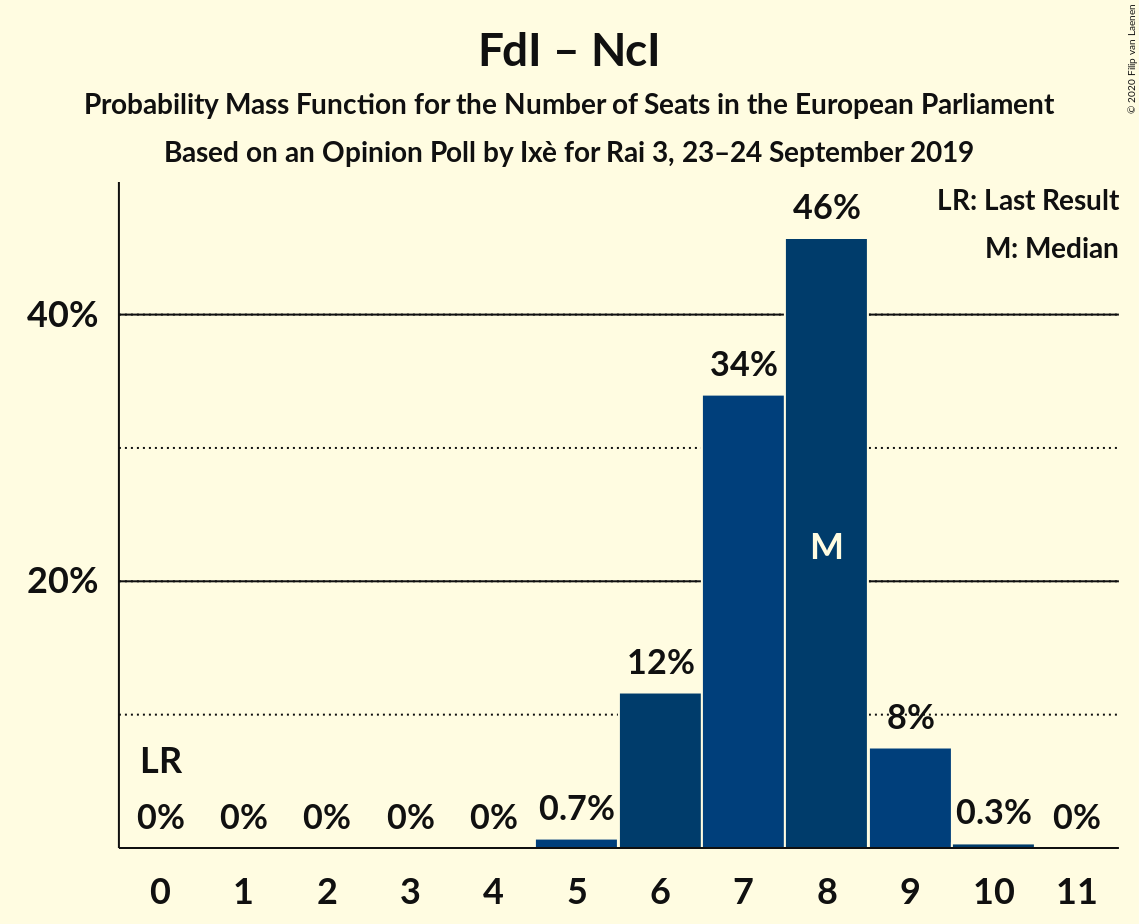 FdI – NcI
Probability Mass Function for the Number of Seats in the European Parliament
Based on an Opinion Poll by Ixè for Rai 3, 23–24 September 2019
© 2020 Filip van Laenen
LR: Last Result
M: Median
46%
40%
34%
M
20%
12%
8%
LR
0% 0% 0% 0% 0% 0.7% 0.3% 0%
0 1 2 3 4 5 6 7 8 9 10 11